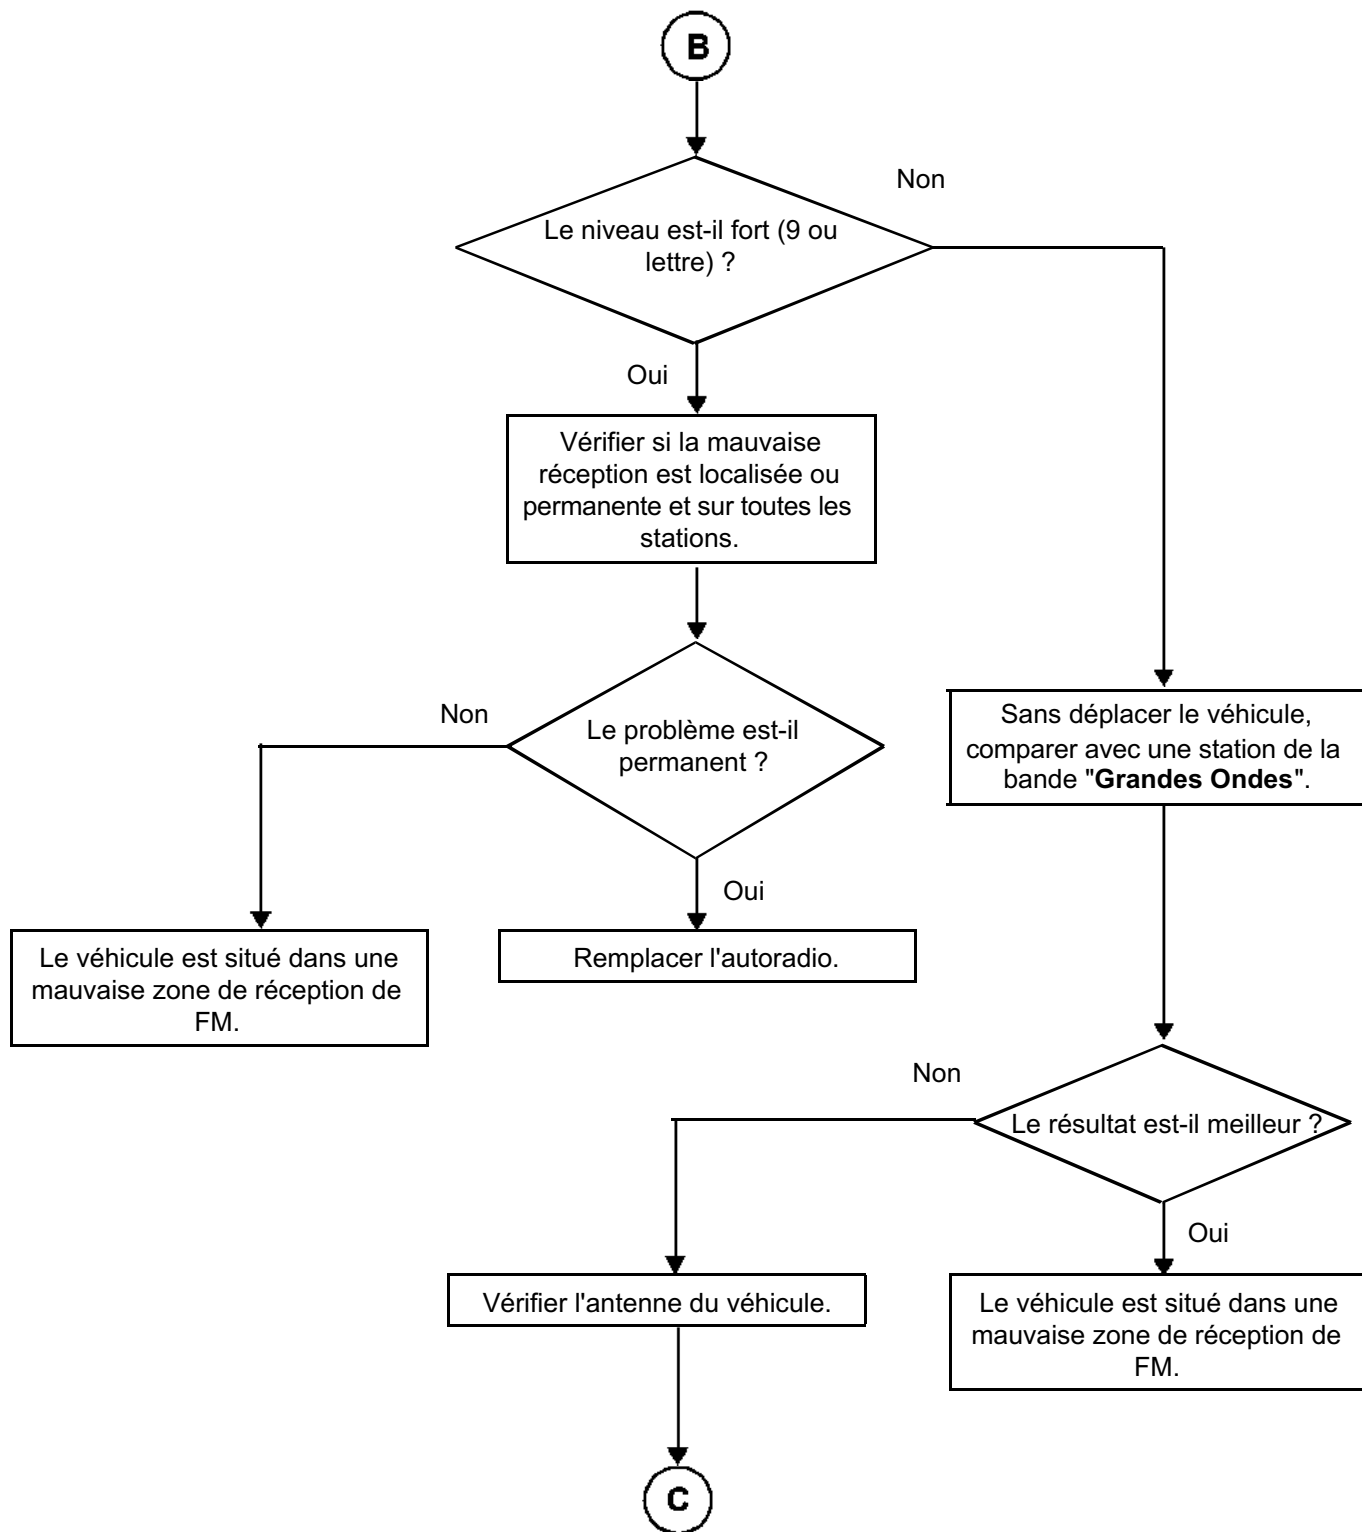 B
Non
Le niveau est-il fort (9 ou
lettre) ?
Oui
Vérifier si la mauvaise
réception est localisée ou
permanente et sur toutes les
stations.
Non
Le problème est-il
permanent ?
Sans déplacer le véhicule,
comparer avec une station de la
bande "Grandes Ondes".
Oui
Le véhicule est situé dans une
mauvaise zone de réception de
FM.
Remplacer l'autoradio.
Non
Le résultat est-il meilleur ?
Oui
Vérifier l'antenne du véhicule.
Le véhicule est situé dans une
mauvaise zone de réception de
FM.
C